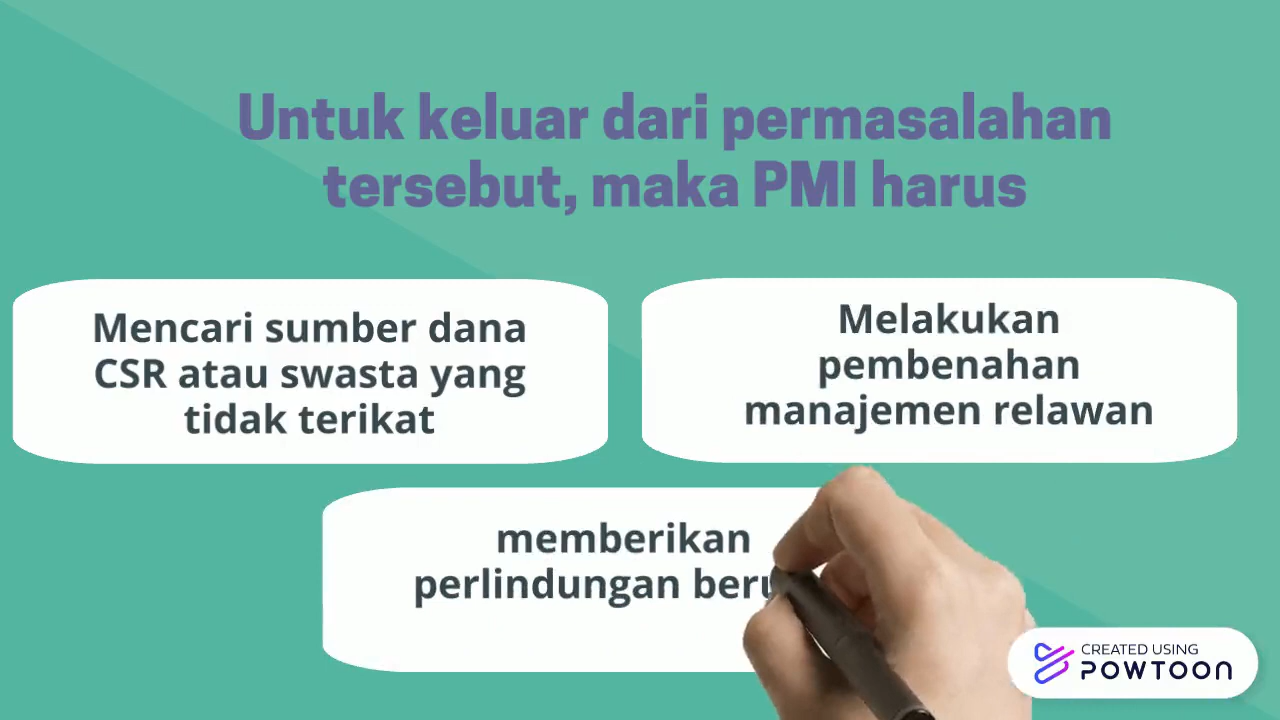 Untuk keluar dari permasalahan
tersebut, maka PMI harus
Mencari sumber dana
CSR atau swasta yang
tidak terikat
Melakukan
pembenahan
manajemen relawan
memberikan
perlindungan
CREATED USING
POWTOON